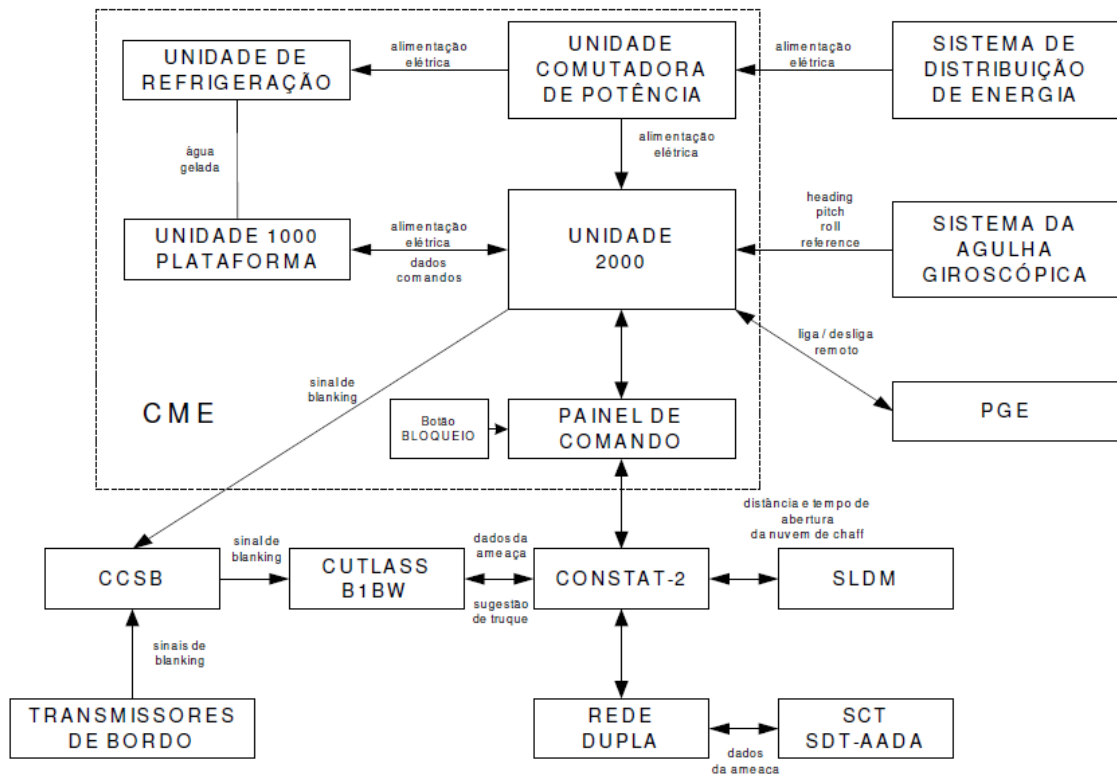 UNIDADE DE
REFRIGERAÇÃO
alimentação
elétrica
UNIDADE
COMUTADORA
DE POTÊNCIA
alimentação
elétrica
SISTEMA DE
DISTRIBUIÇÃO
DE ENERGIA
alimentação
elétrica
água
gelada
UNIDADE 1000
PLATAFORMA
alimentação
elétrica
dados
comandos
UNIDADE
2000
heading
pitch
roll
reference
SISTEMA DA
AGULHA
GIROSCÓPICA
liga / desliga
remoto
sinal de
blanking
CME
Botão
BLOQUEIO
PAINEL DE
COMANDO
PGE
distância e tempo de
abertura
da nuvem de chaff
CCSB
sinal de
blanking
CUTLASS
B1BW
dados da
ameaça
sugestão
de truque
CONSTAT-2
SLDM
sinais de
blanking
TRANSMISSORES
DE BORDO
REDE
DUPLA
dados
da ameaça
SCT
SDT-AADA